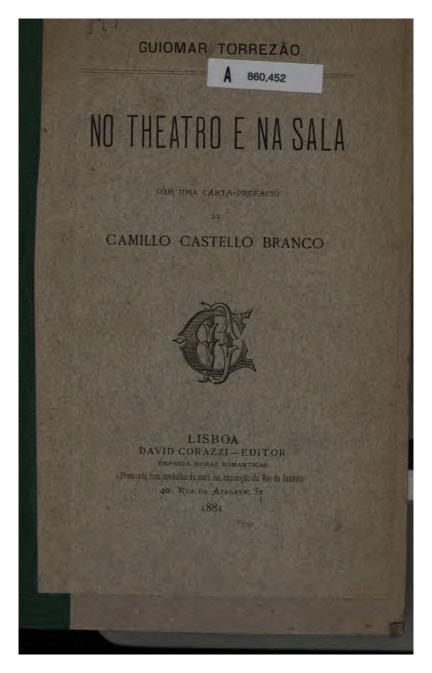 GUIOMAR TORREZÃO
A 860,452
NO THEATRO E NA SALA
COM UMA CARTA-PREFACIO
DE
CAMILLO CASTELLO BRANCO
LISBOA
DAVID CORAZZI—EDITOR
EMPREZA HORAS ROMANTICAS
Premiada com medalha de ouro na exposição do Rio de Janeiro
40, RUA DA ATALAYA, 52
1881